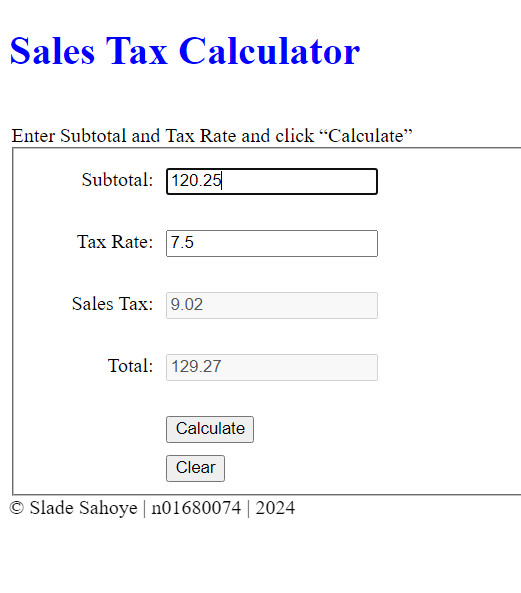 Sales Tax Calculator
Enter Subtotal and Tax Rate and click “Calculate”
Subtotal: 120.25
Tax Rate: 7.5
Sales Tax: 9.02
Total: 129.27
Calculate
Clear
© Slade Sahoye | n01680074 | 2024